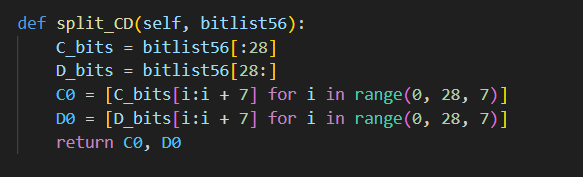 def split_CD(self, bitlist56):
    C_bits = bitlist56[:28]
    D_bits = bitlist56[28:]
    C0 = [C_bits[i:i + 7] for i in range(0, 28, 7)]
    D0 = [D_bits[i:i + 7] for i in range(0, 28, 7)]
    return C0, D0